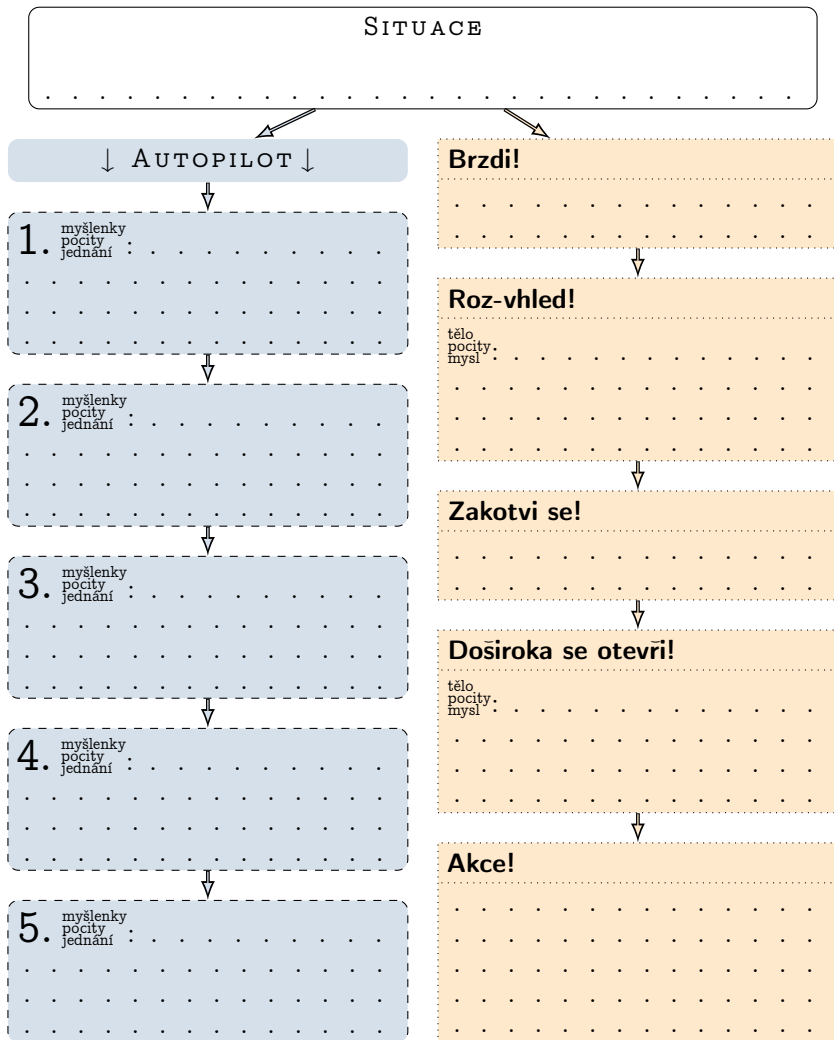 SITUACE
↓ AUTOPILOT ↓
1. myšlenky
pocity
jednání :
2. myšlenky
pocity
jednání :
3. myšlenky
pocity
jednání :
4. myšlenky
pocity
jednání :
5. myšlenky
pocity
jednání :
Brzdi!
Roz-vhled!
tělo
pocity
mysl :
Zakotvi se!
Doširoka se otevři!
tělo
pocity
mysl :
Akce!